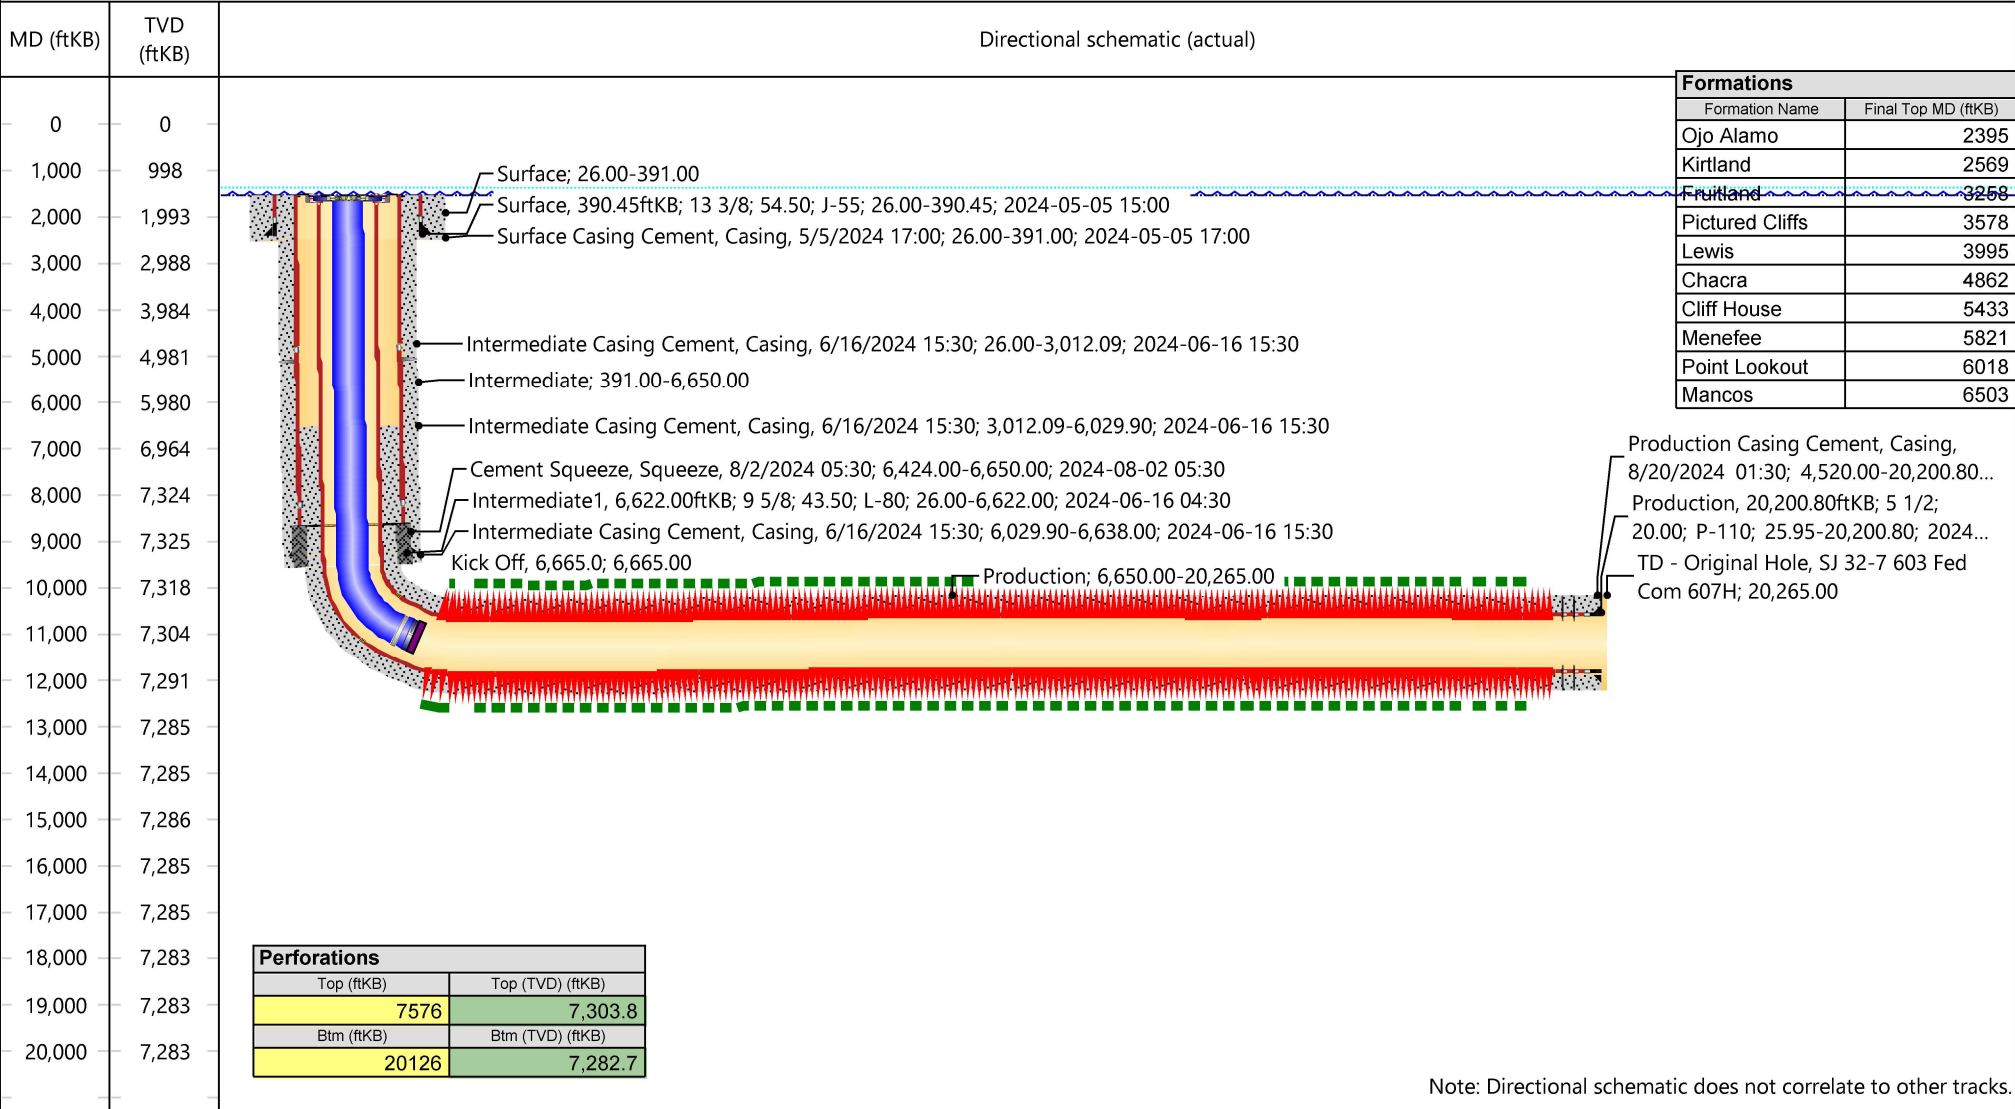 MD (ftKB)
TVD
(ftKB)
Directional schematic (actual)
0 0
1,000 998
2,000 1,993
3,000 2,988
4,000 3,984
5,000 4,981
6,000 5,980
7,000 6,964
8,000 7,324
9,000 7,325
10,000 7,318
11,000 7,304
12,000 7,291
13,000 7,285
14,000 7,285
15,000 7,286
16,000 7,285
17,000 7,285
18,000 7,283
19,000 7,283
20,000 7,283
Surface; 26.00-391.00
Surface, 390.45ftKB; 13 3/8; 54.50; J-55; 26.00-390.45; 2024-05-05 15:00
Surface Casing Cement, Casing, 5/5/2024 17:00; 26.00-391.00; 2024-05-05 17:00
Intermediate Casing Cement, Casing, 6/16/2024 15:30; 26.00-3,012.09; 2024-06-16 15:30
Intermediate; 391.00-6,650.00
Intermediate Casing Cement, Casing, 6/16/2024 15:30; 3,012.09-6,029.90; 2024-06-16 15:30
Cement Squeeze, Squeeze, 8/2/2024 05:30; 6,424.00-6,650.00; 2024-08-02 05:30
Intermediate1, 6,622.00ftKB; 9 5/8; 43.50; L-80; 26.00-6,622.00; 2024-06-16 04:30
Intermediate Casing Cement, Casing, 6/16/2024 15:30; 6,029.90-6,638.00; 2024-06-16 15:30
Kick Off, 6,665.0; 6,665.00
Production; 6,650.00-20,265.00
Formations
Formation Name Final Top MD (ftKB)
Ojo Alamo 2395
Kirtland 2569
Fruitland 3258
Pictured Cliffs 3578
Lewis 3995
Chacra 4862
Cliff House 5433
Menefee 5821
Point Lookout 6018
Mancos 6503
Production Casing Cement, Casing,
8/20/2024 01:30; 4,520.00-20,200.80...
Production, 20,200.80ftKB; 5 1/2;
20.00; P-110; 25.95-20,200.80; 2024...
TD - Original Hole, SJ 32-7 603 Fed
Com 607H; 20,265.00
Perforations
Top (ftKB) Top (TVD) (ftKB)
7576 7,303.8
Btm (ftKB) Btm (TVD) (ftKB)
20126 7,282.7
Note: Directional schematic does not correlate to other tracks.